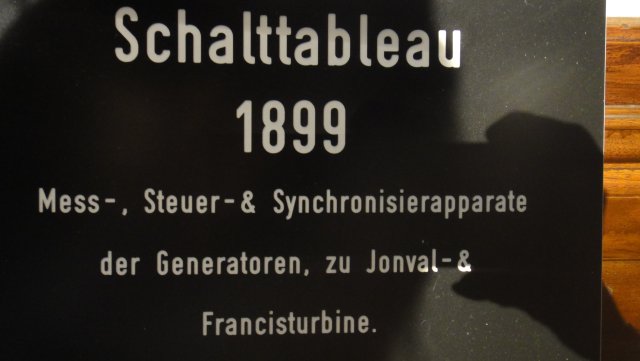 Schalttableau
1899
Mess-, Steuer-& Synchronisierapparate
der Generatoren, zu Jonval-&
Francisturbine.